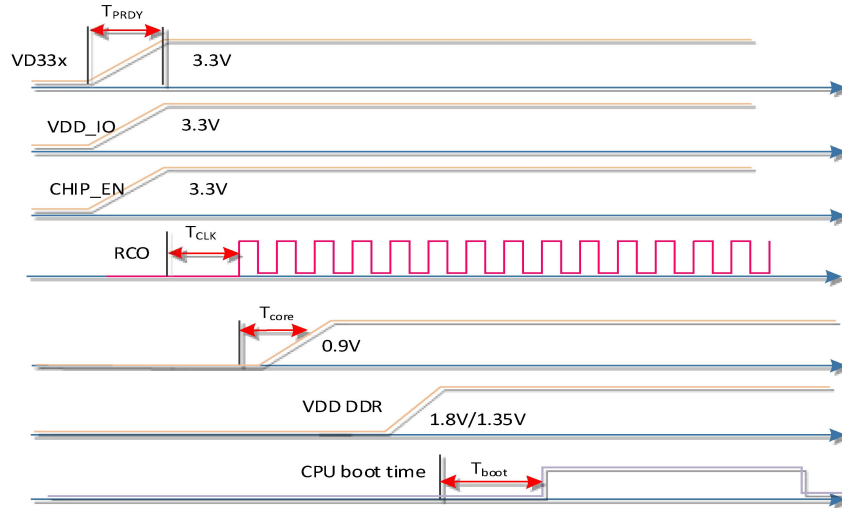 TPRDY
VD33x
3.3V
VDD_IO
3.3V
CHIP_EN
3.3V
TCLK
RCO
Tcore
0.9V
VDD DDR
1.8V/1.35V
CPU boot time
Tboot